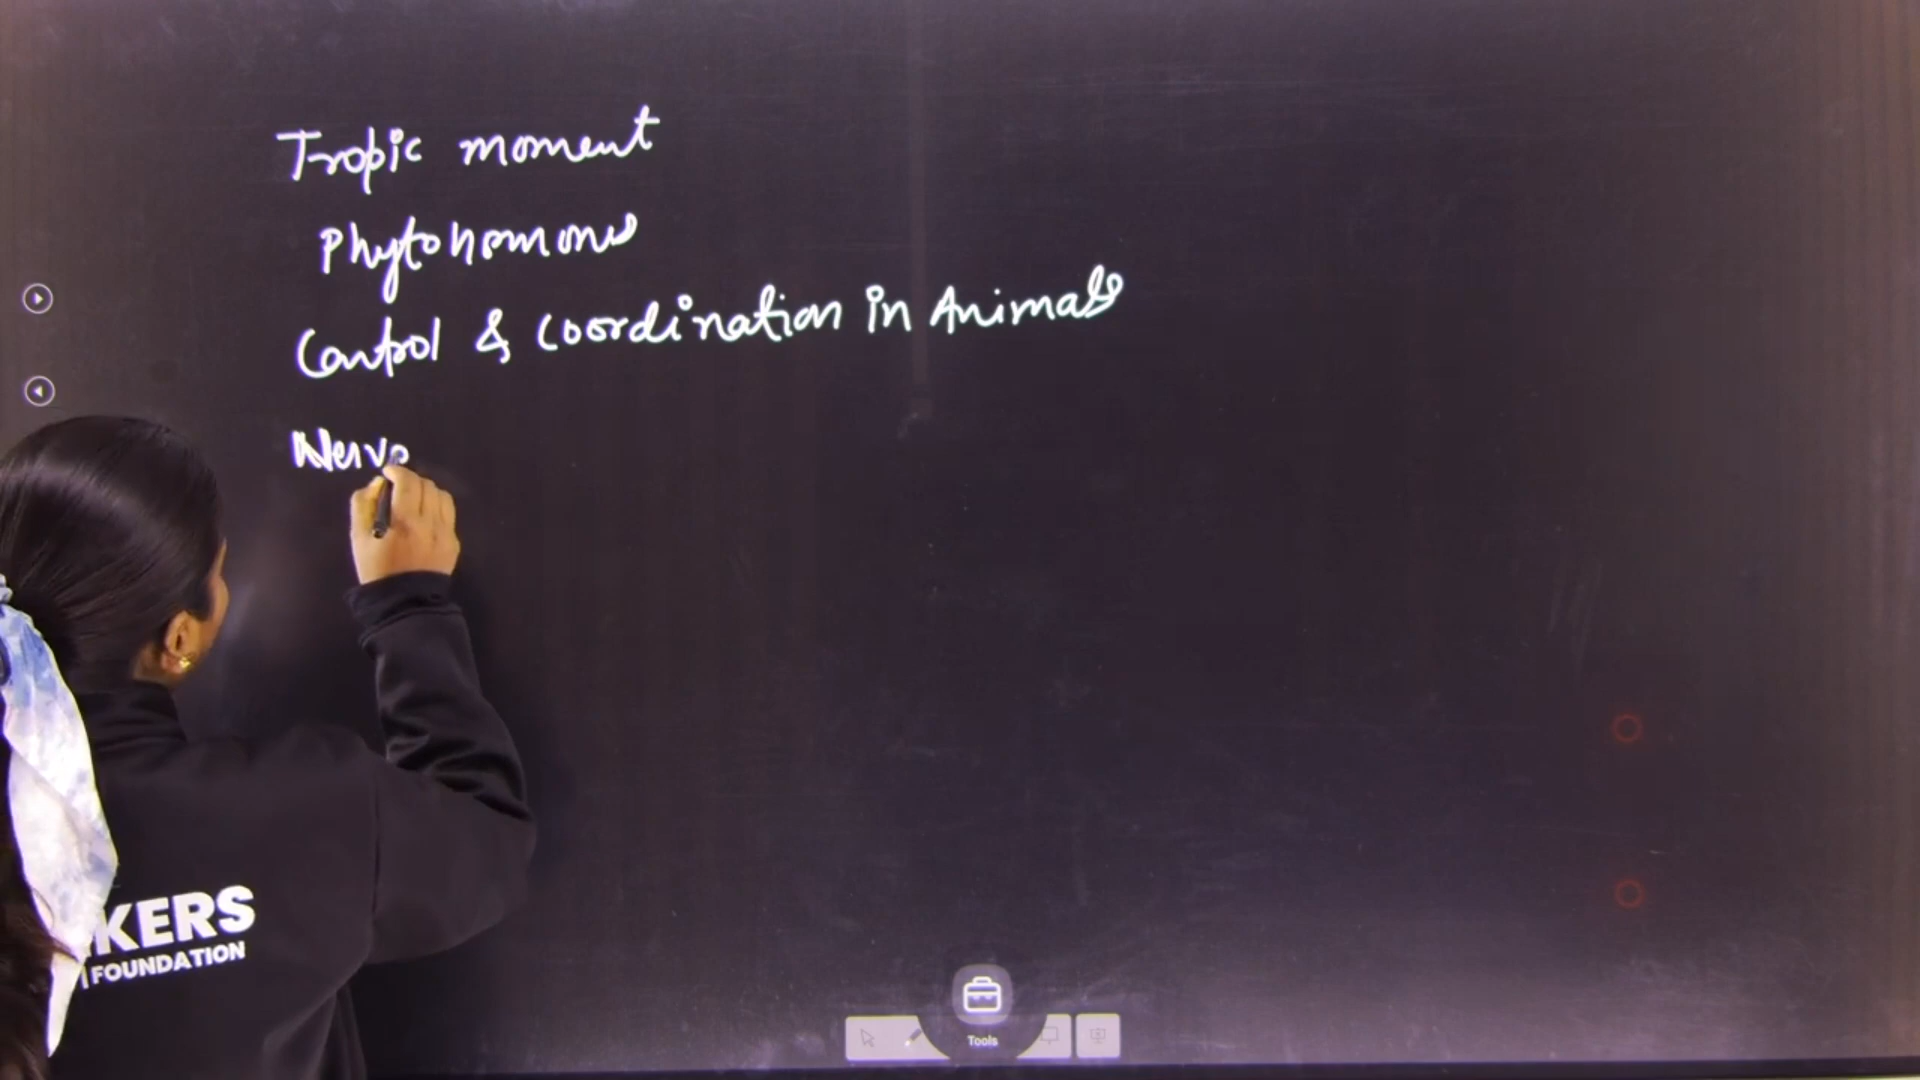 Tropic moment
Phytohormones
Control & Coordination in Animals
Nervo
KERS
FOUNDATION
Tools